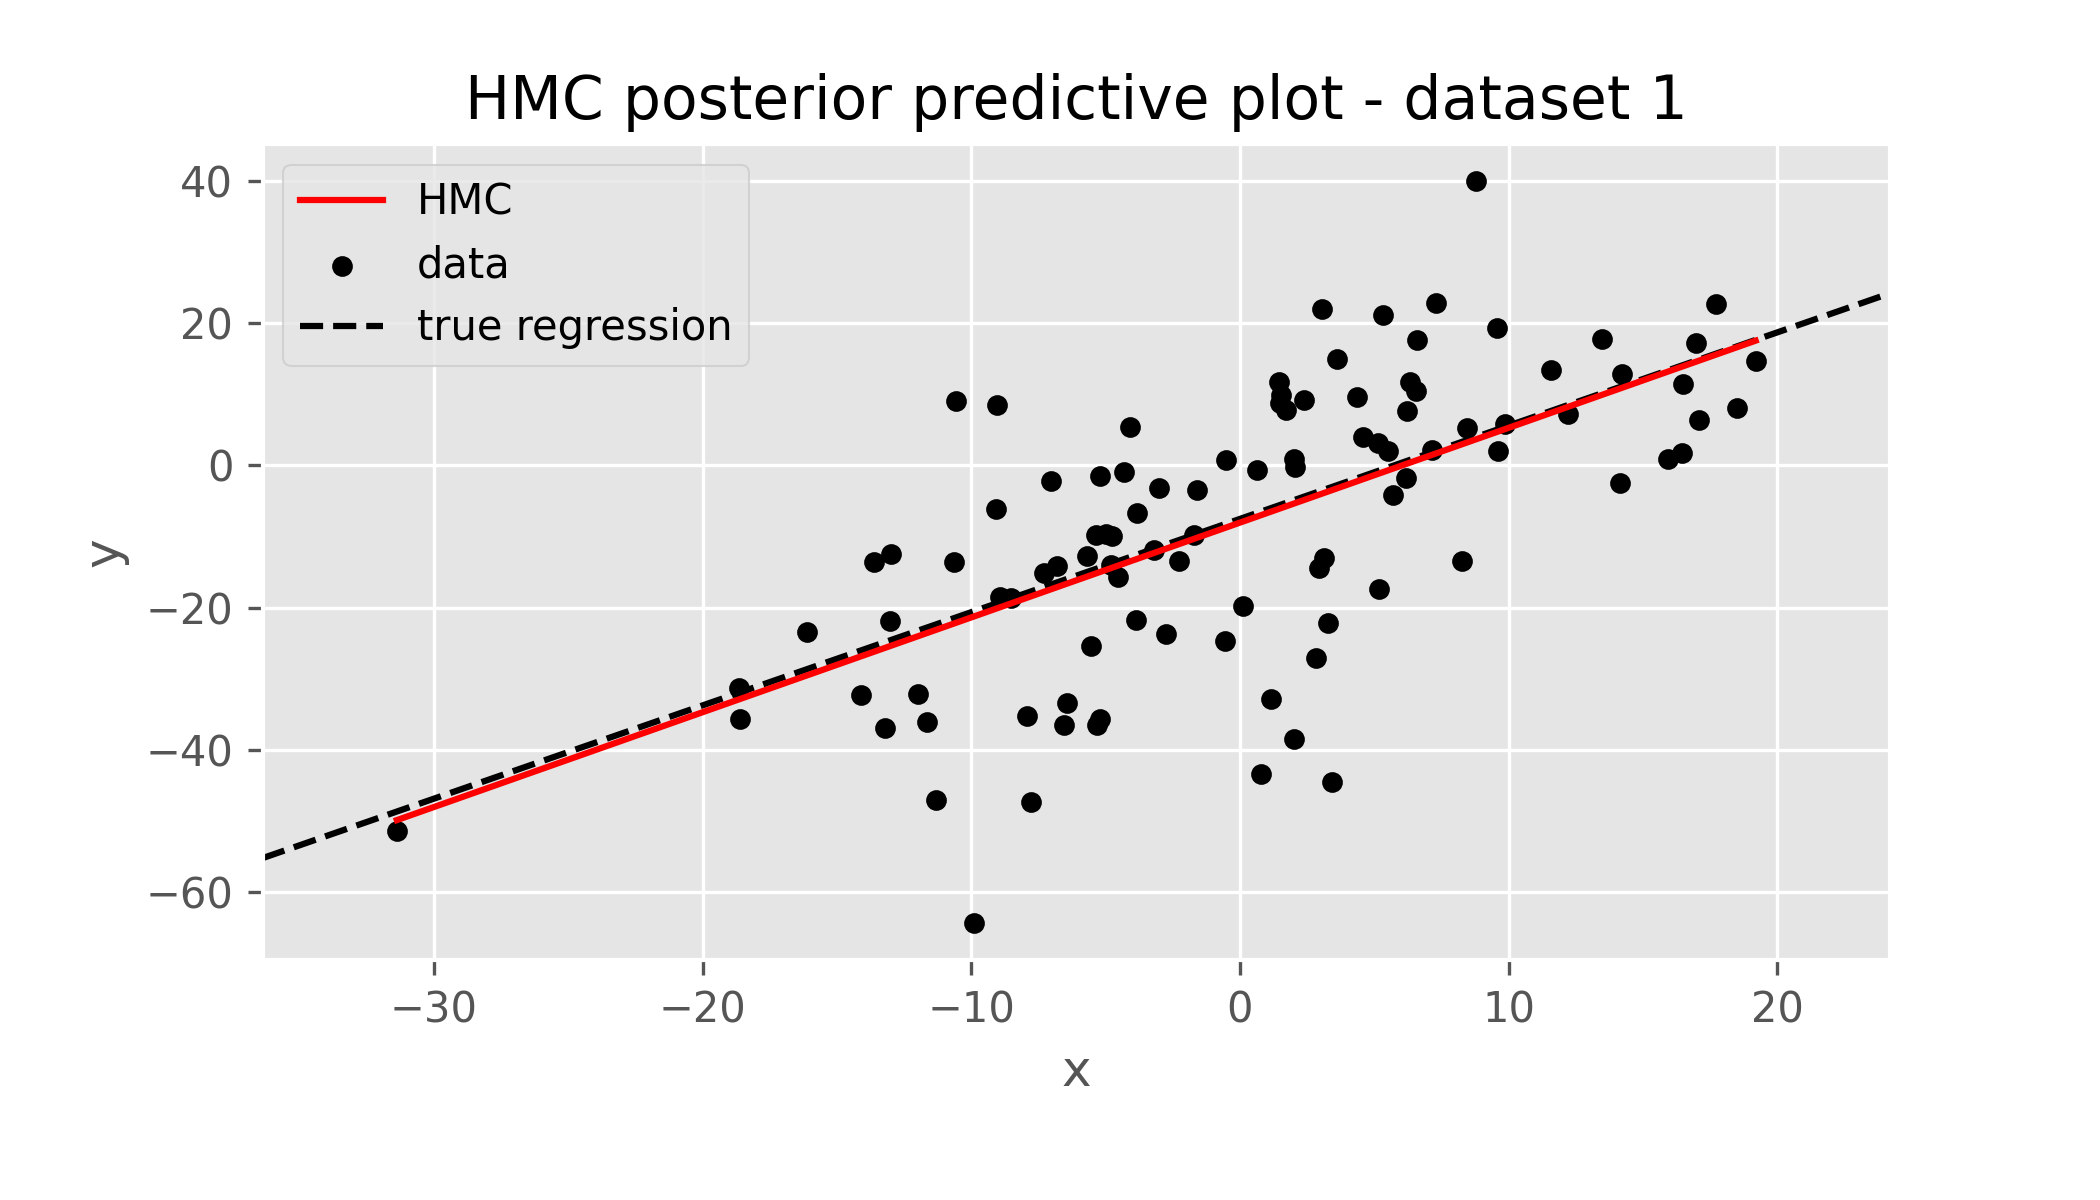 HMC posterior predictive plot - dataset 1
HMC
data
true regression
40
20
0
−20
−40
−60
y
−30
−20
−10
0
10
20
x